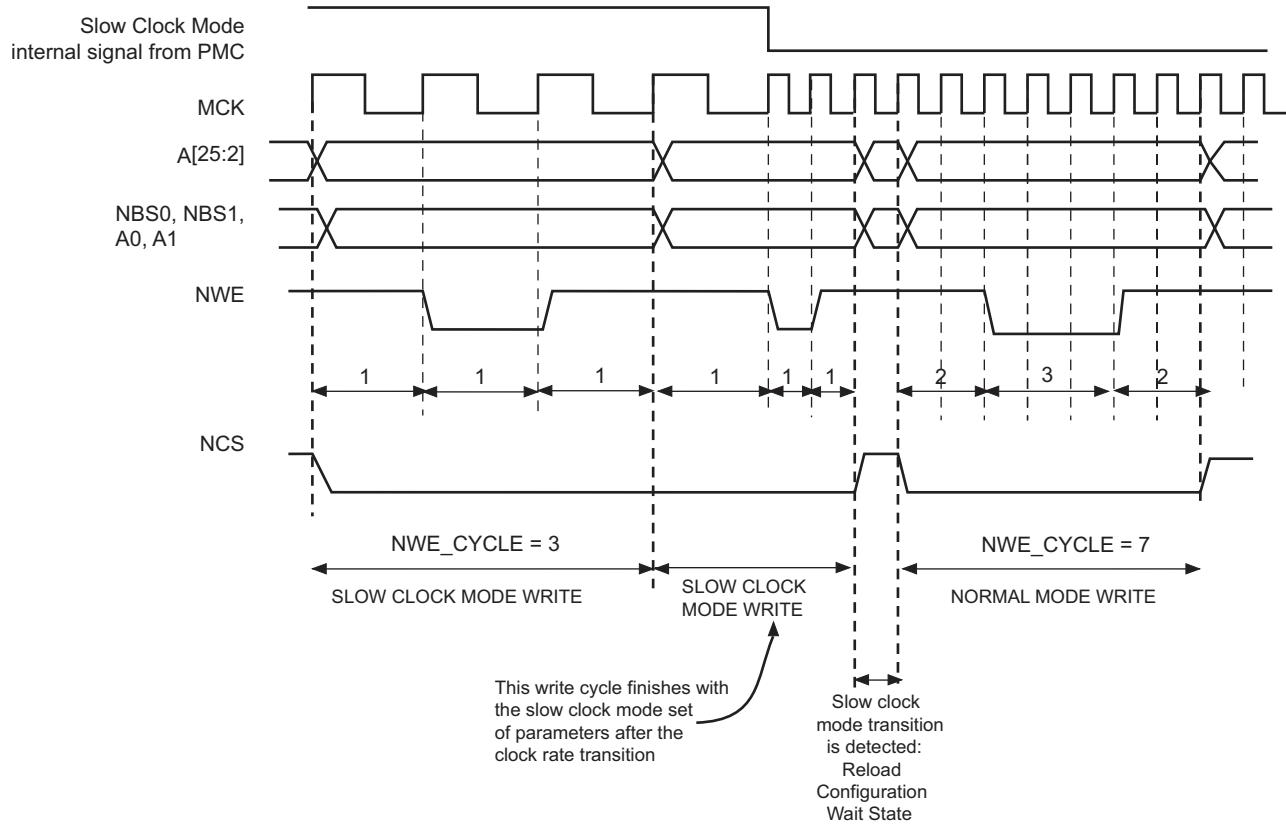 Slow Clock Mode
internal signal from PMC
MCK
A[25:2]
NBS0, NBS1,
A0, A1
NWE
1 1 1 1 1 1 2 3 2
NCS
NWE_CYCLE = 3
NWE_CYCLE = 7
SLOW CLOCK MODE WRITE
SLOW CLOCK
MODE WRITE
NORMAL MODE WRITE
This write cycle finishes with
the slow clock mode set
of parameters after the
clock rate transition
Slow clock
mode transition
is detected:
Reload
Configuration
Wait State